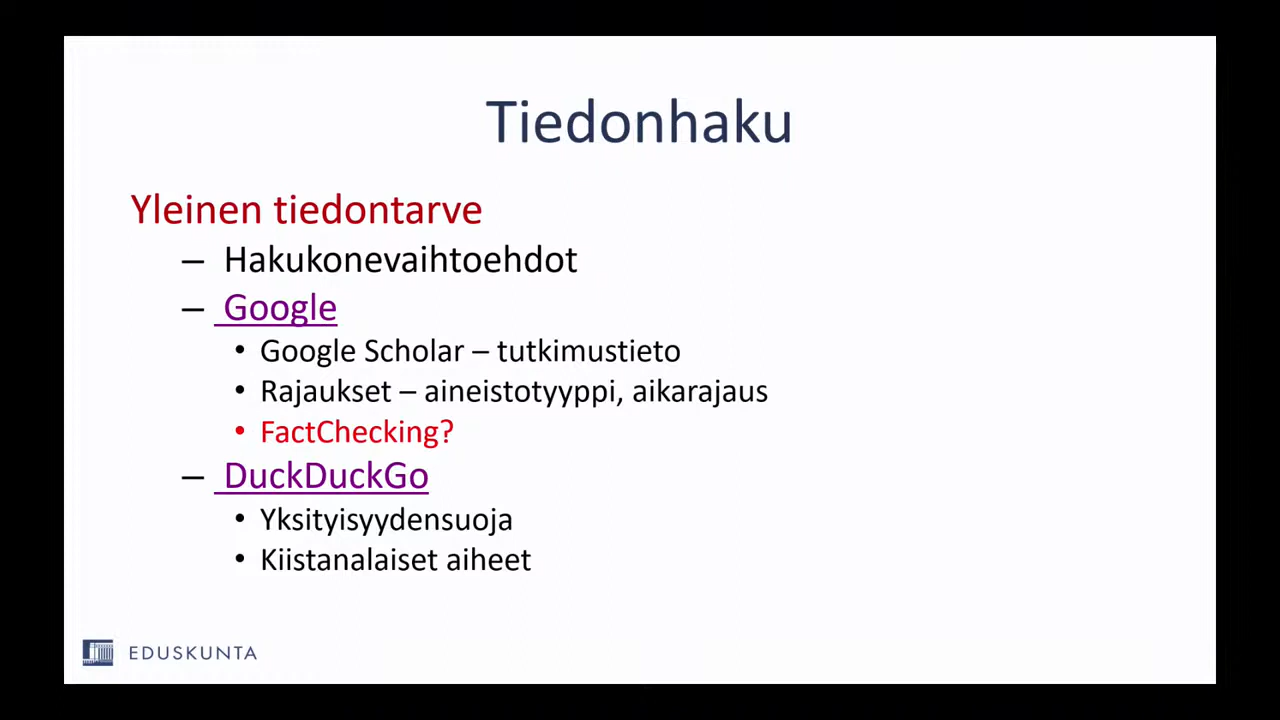 Tiedonhaku
Yleinen tiedontarve
– Hakukonevaihtoehdot
– Google
• Google Scholar – tutkimustieto
• Rajaukset – aineistotyyppi, aikarajaus
• FactChecking?
– DuckDuckGo
• Yksityisyydensuoja
• Kiistanalaiset aiheet
EDUSKUNTA